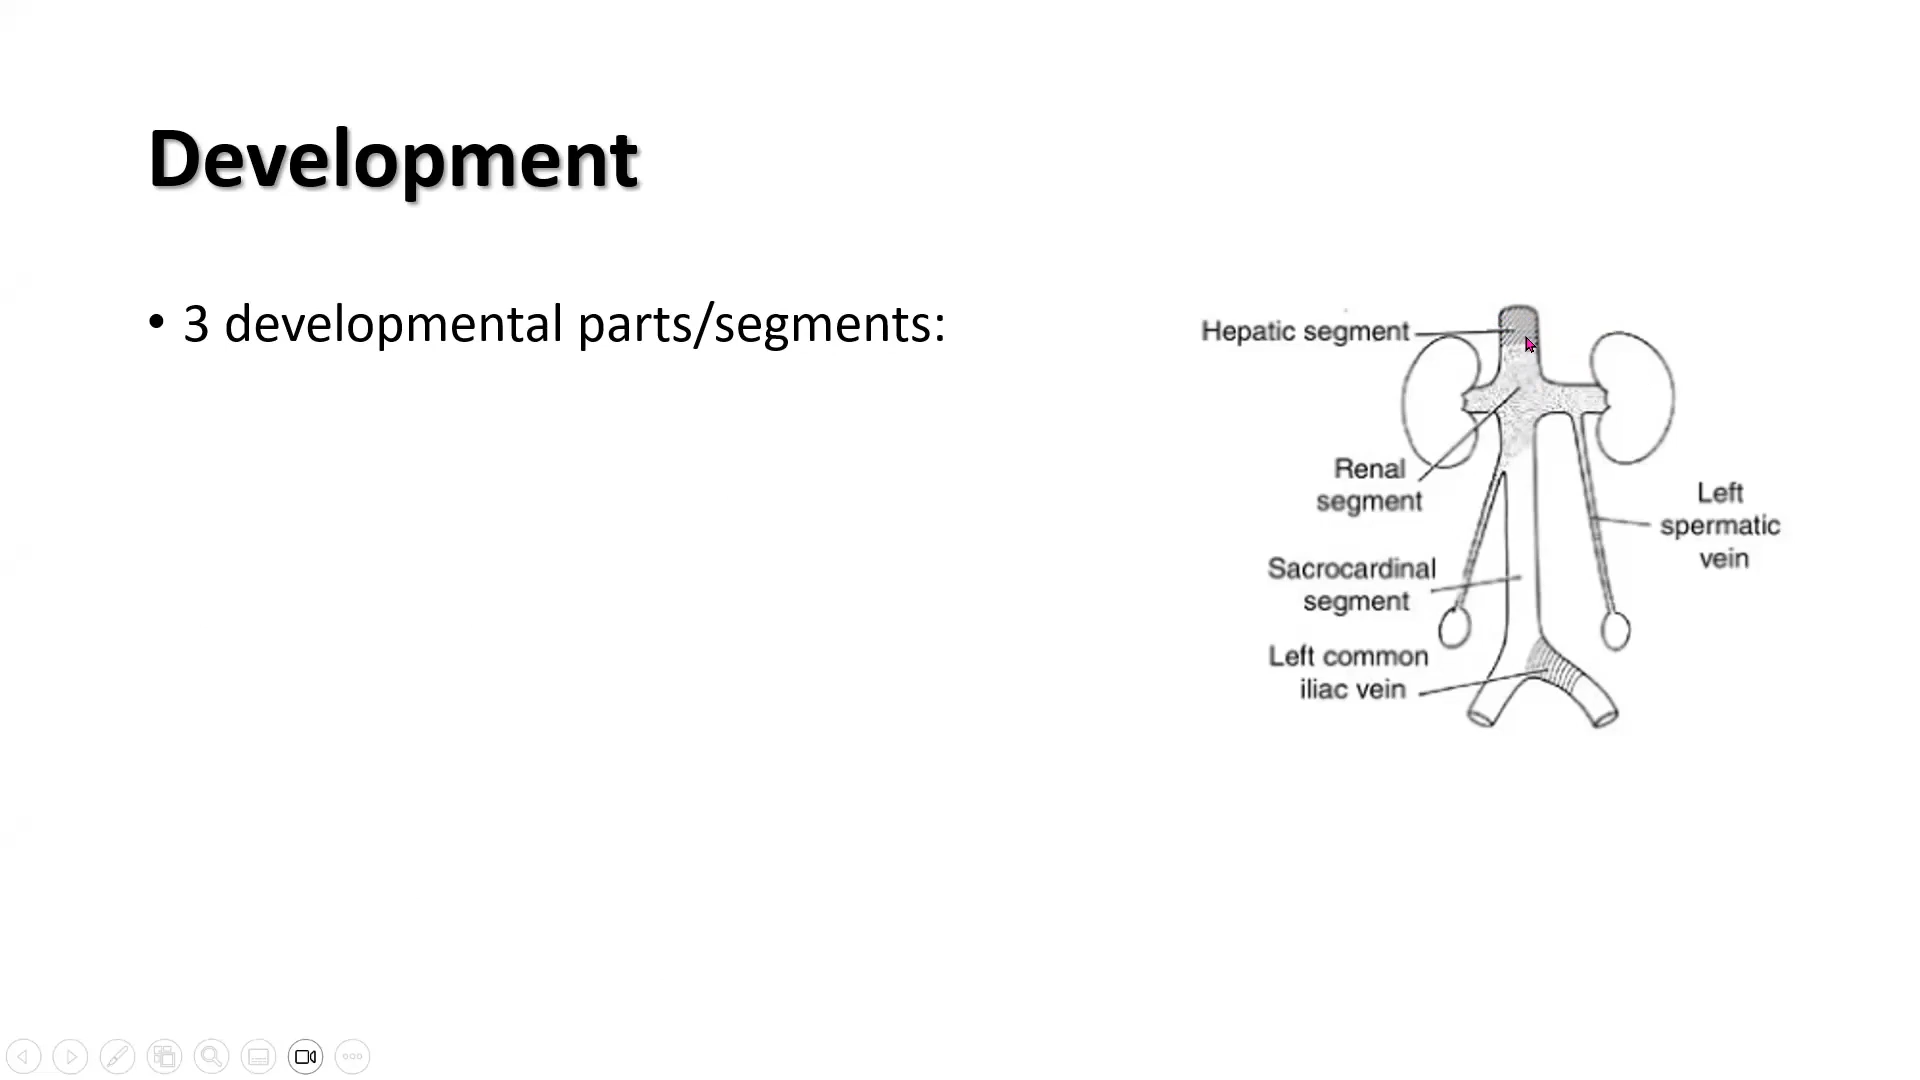 Development
• 3 developmental parts/segments:
Hepatic segment
Renal
segment
Left
spermatic
vein
Sacrocardinal
segment
Left common
iliac vein